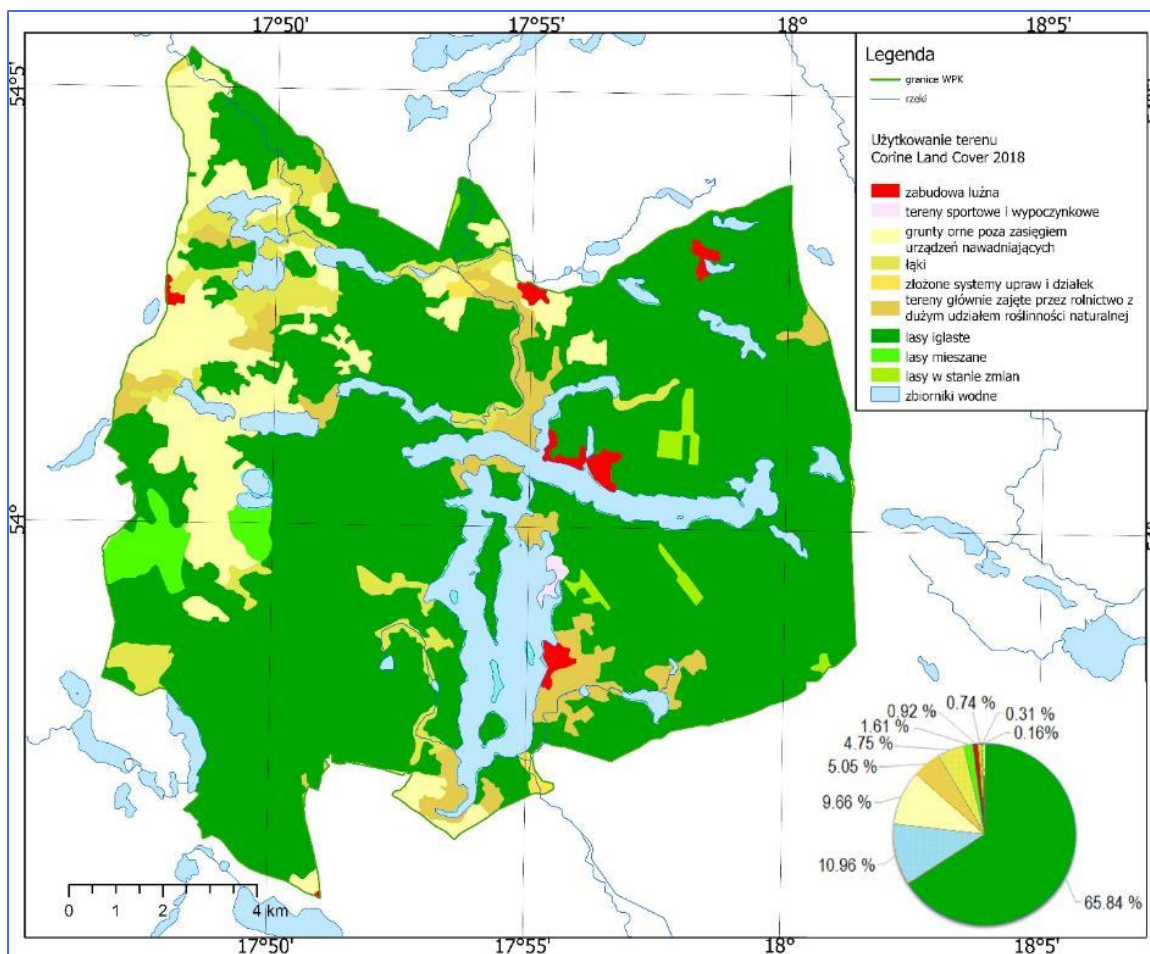 17°50'
17°55'
18°
18°5'
54°5'
54°
Legenda
granice WPK
rzeki
Użytkowanie terenu
Corine Land Cover 2018
zabudowa luźna
tereny sportowe i wypoczynkowe
grunty orne poza zasięgiem
urządzeń nawadniających
łąki
złożone systemy upraw i działek
tereny głównie zajęte przez rolnictwo z
dużym udziałem roślinności naturalnej
lasy iglaste
lasy mieszane
lasy w stanie zmian
zbiorniki wodne
0.74 %
0.92 %
0.31 %
1.61 %
0.16%
4.75 %
5.05 %
9.66 %
10.96 %
65.84 %
0 1 2 4 km
17°50'
17°55'
18°
18°5'